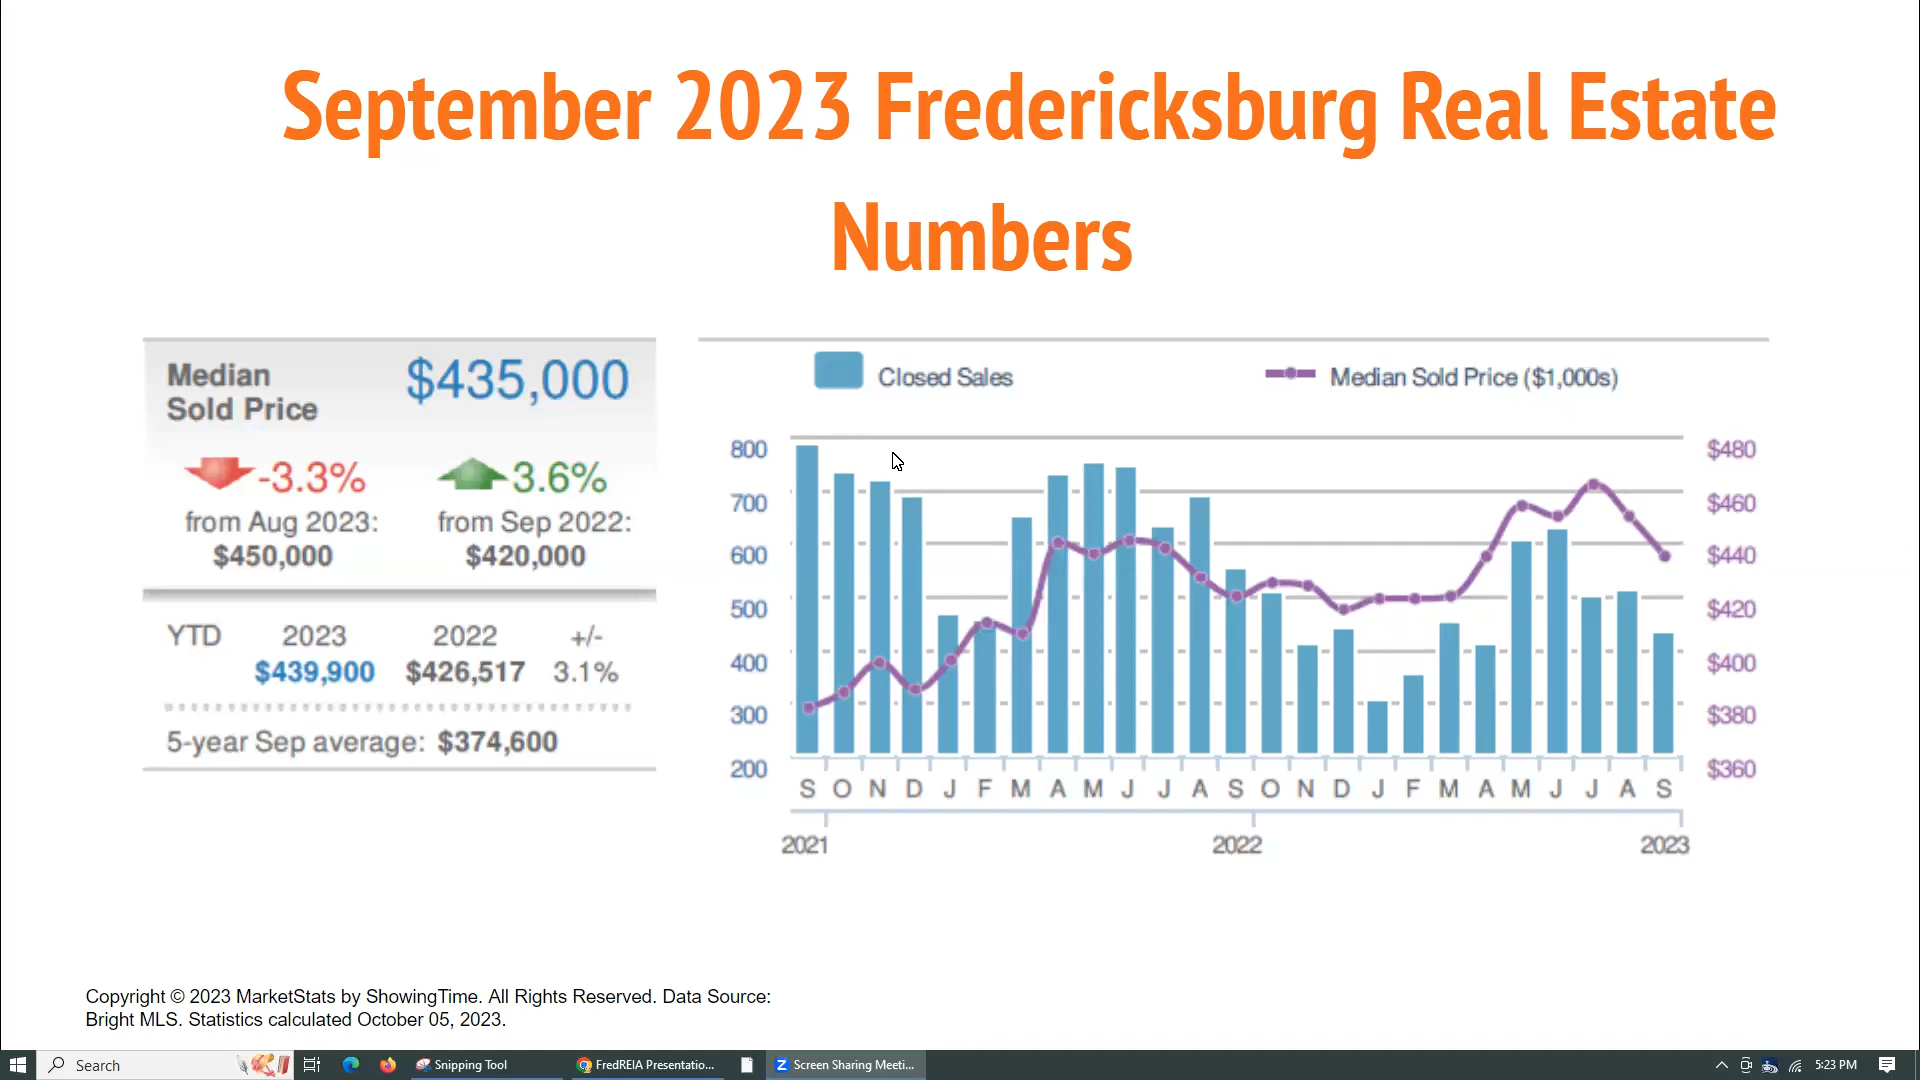 September 2023 Fredericksburg Real Estate
Numbers
Median
Sold Price
$435,000
-3.3%
from Aug 2023:
$450,000
3.6%
from Sep 2022:
$420,000
YTD 2023 2022 +/-
$439,900 $426,517 3.1%
5-year Sep average: $374,600
Closed Sales
Median Sold Price ($1,000s)
800
700
600
500
400
300
200
$480
$460
$440
$420
$400
$380
$360
S O N D J F M A M J J A S O N D J F M A M J J A S
2021 2022 2023
Copyright © 2023 MarketStats by ShowingTime. All Rights Reserved. Data Source:
Bright MLS. Statistics calculated October 05, 2023.
Search
Snipping Tool
FredREIA Presentatio...
Z
Screen Sharing Meeti...
5:23 PM